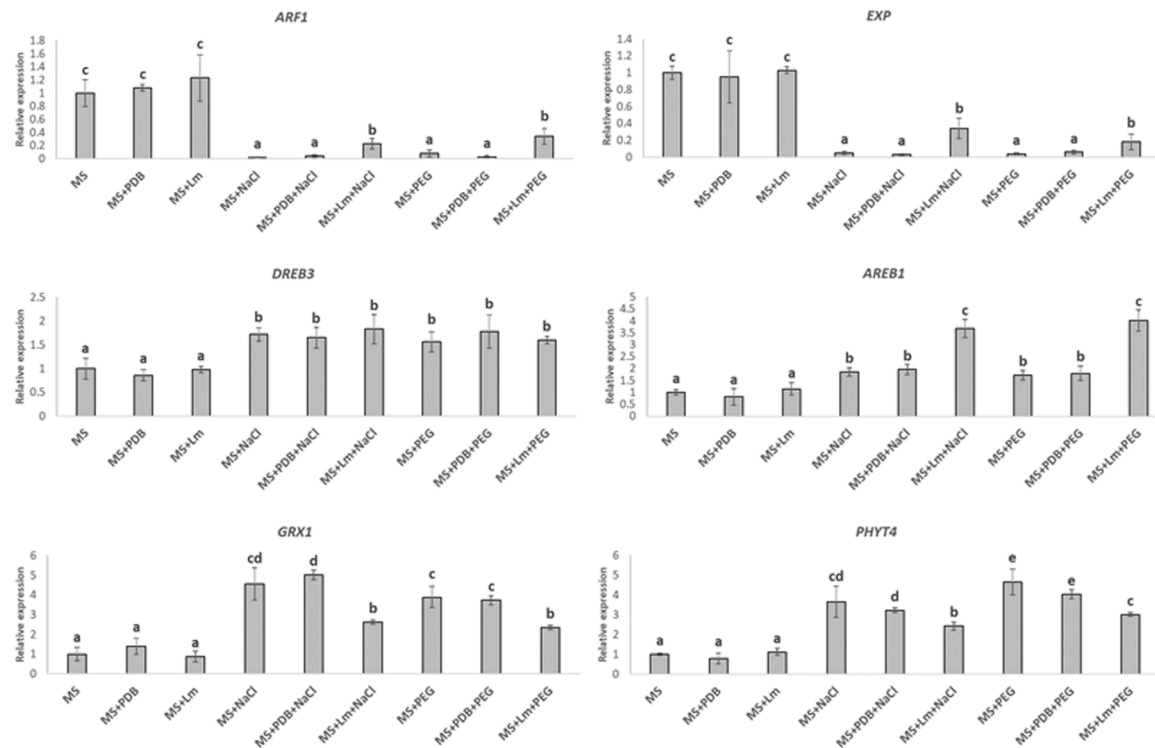 ARF1
Relative expression
1.8
1.6
1.4
1.2
1
0.8
0.6
0.4
0.2
0
c c c a a b a a b
MS MS+PDB MS+Lm MS+NaCl MS+PDB+NaCl MS+Lm+NaCl MS+PEG MS+PDB+PEG MS+Lm+PEG
EXP
Relative expression
1.4
1.2
1
0.8
0.6
0.4
0.2
0
c c c a a b a a b
MS MS+PDB MS+Lm MS+NaCl MS+PDB+NaCl MS+Lm+NaCl MS+PEG MS+PDB+PEG MS+Lm+PEG
DREB3
Relative expression
2.5
2
1.5
1
0.5
0
a a a b b b b b b
MS MS+PDB MS+Lm MS+NaCl MS+PDB+NaCl MS+Lm+NaCl MS+PEG MS+PDB+PEG MS+Lm+PEG
AREB1
Relative expression
5
4.5
4
3.5
3
2.5
2
1.5
1
0.5
0
a a a b b c b b c
MS MS+PDB MS+Lm MS+NaCl MS+PDB+NaCl MS+Lm+NaCl MS+PEG MS+PDB+PEG MS+Lm+PEG
GRX1
Relative expression
6
5
4
3
2
1
0
a a a cd d b c c b
MS MS+PDB MS+Lm MS+NaCl MS+PDB+NaCl MS+Lm+NaCl MS+PEG MS+PDB+PEG MS+Lm+PEG
PHYT4
Relative expression
6
5
4
3
2
1
0
a a a cd d b e e c
MS MS+PDB MS+Lm MS+NaCl MS+PDB+NaCl MS+Lm+NaCl MS+PEG MS+PDB+PEG MS+Lm+PEG